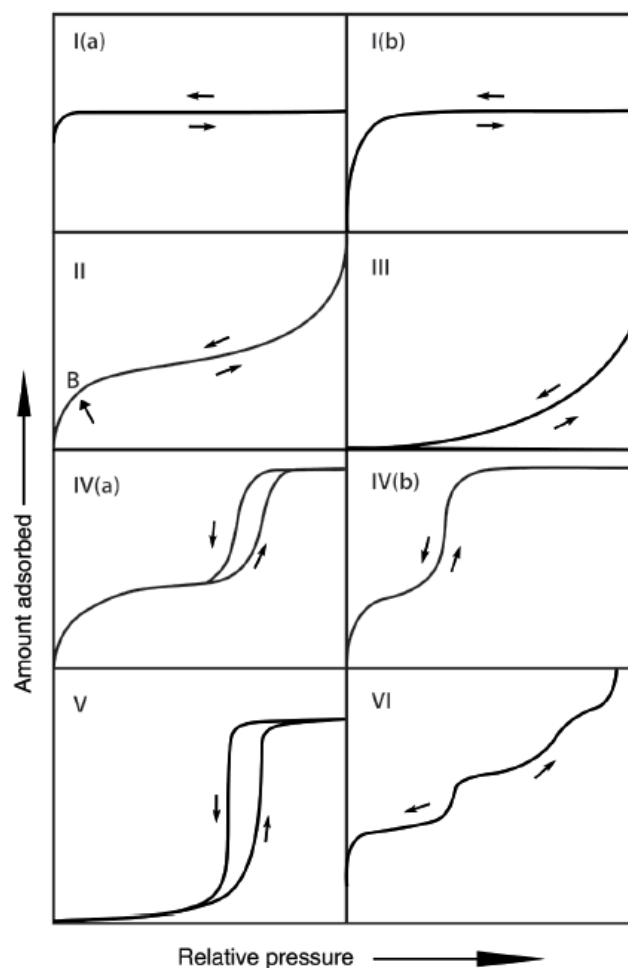 I(a)
I(b)
II
III
B
IV(a)
IV(b)
V
VI
Amount adsorbed
Relative pressure